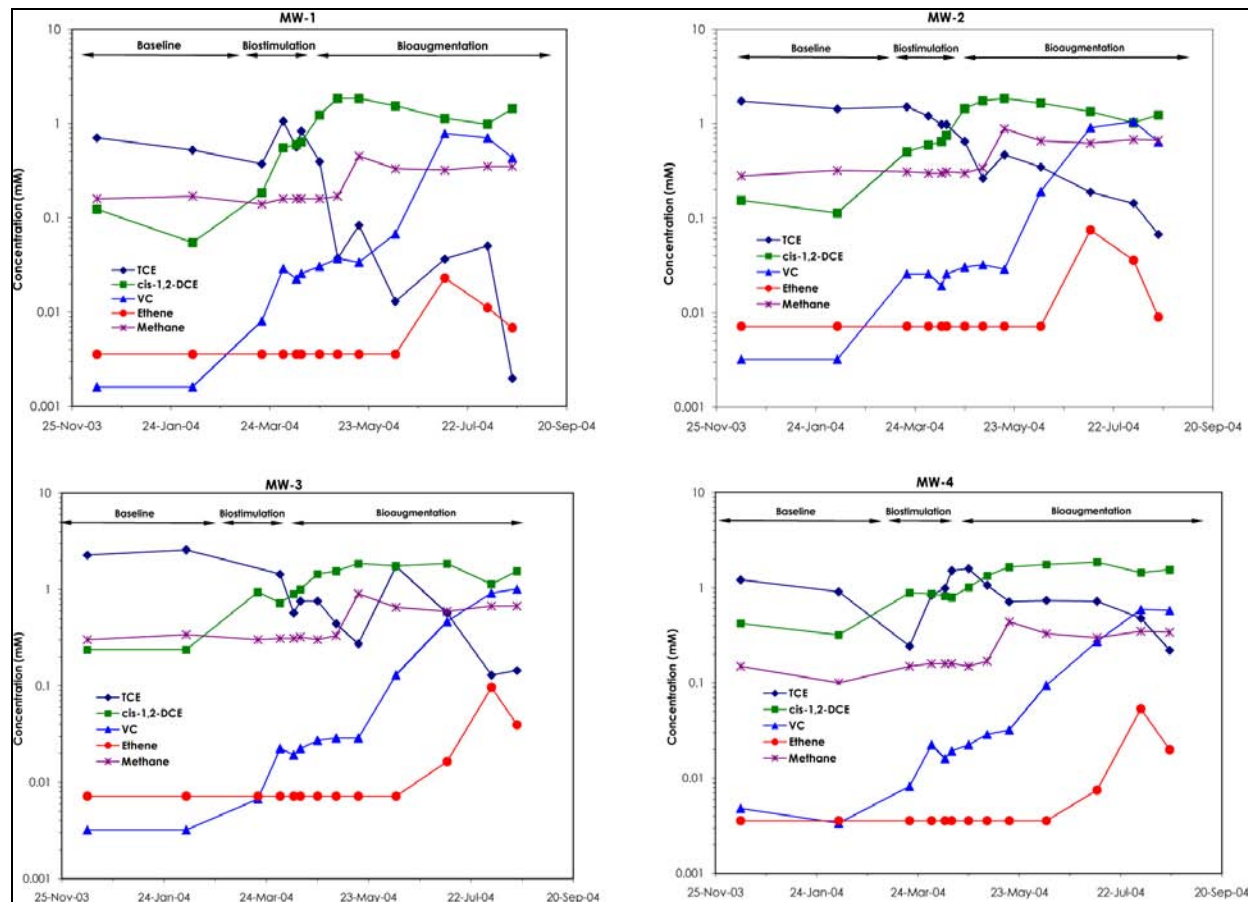 MW-1
Baseline Biostimulation Bioaugmentation
Concentration (mM)
10
1
0.1
0.01
0.001
TCE
cis-1,2-DCE
VC
Ethene
Methane
25-Nov-03 24-Jan-04 24-Mar-04 23-May-04 22-Jul-04 20-Sep-04
MW-2
Baseline Biostimulation Bioaugmentation
Concentration (mM)
10
1
0.1
0.01
0.001
TCE
cis-1,2-DCE
VC
Ethene
Methane
25-Nov-03 24-Jan-04 24-Mar-04 23-May-04 22-Jul-04 20-Sep-04
MW-3
Baseline Biostimulation Bioaugmentation
Concentration (mM)
10
1
0.1
0.01
0.001
TCE
cis-1,2-DCE
VC
Ethene
Methane
25-Nov-03 24-Jan-04 24-Mar-04 23-May-04 22-Jul-04 20-Sep-04
MW-4
Baseline Biostimulation Bioaugmentation
Concentration (mM)
10
1
0.1
0.01
0.001
TCE
cis-1,2-DCE
VC
Ethene
Methane
25-Nov-03 24-Jan-04 24-Mar-04 23-May-04 22-Jul-04 20-Sep-04